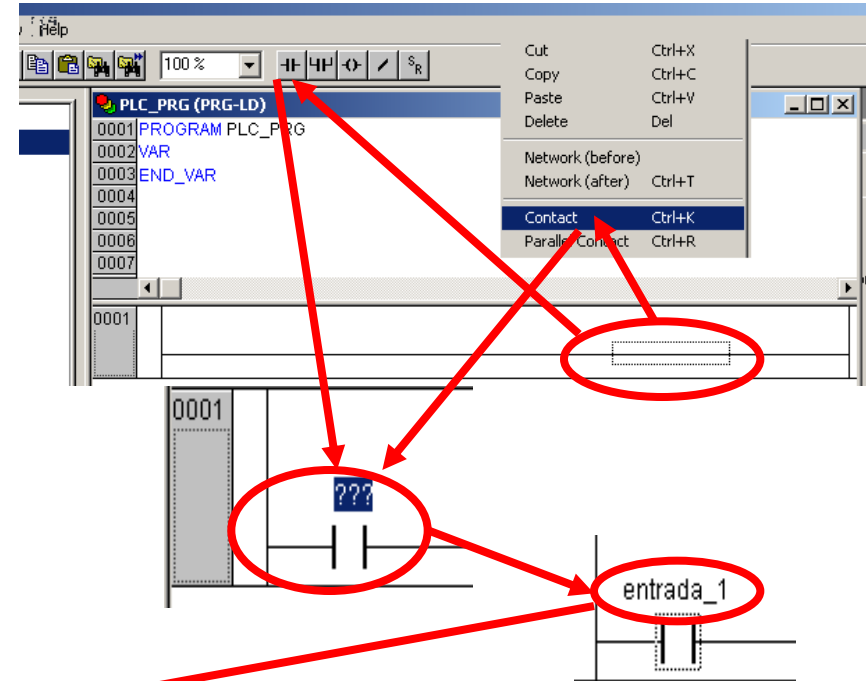 Help
100 %
S
R
Cut Ctrl+X
Copy Ctrl+C
Paste Ctrl+V
Delete Del
Network (before)
Network (after) Ctrl+T
Contact Ctrl+K
Parallel Contact Ctrl+R
PLC_PRG (PRG-LD)
0001 PROGRAM PLC_PRG
0002 VAR
0003 END_VAR
0004
0005
0006
0007
0001
0001
???
entrada_1